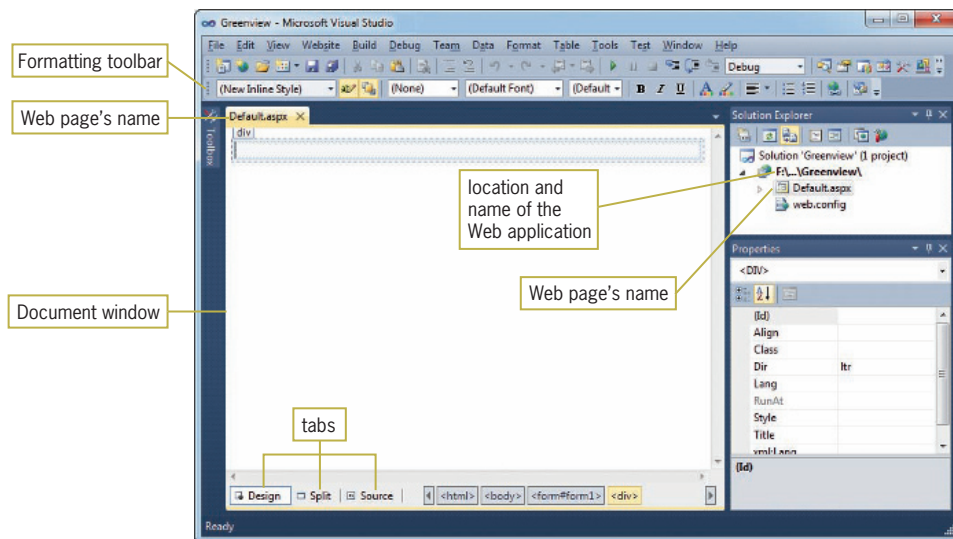 Greenview - Microsoft Visual Studio
File Edit View Website Build Debug Team Data Format Table Tools Test Window Help
Debug
Formatting toolbar
(New Inline Style) (None) (Default Font) (Default B I U A
Web page's name
Default.aspx
Toolbox
div
Solution Explorer
Solution 'Greenview' (1 project)
F:\...\Greenview\
Default.aspx
web.config
location and
name of the
Web application
Web page's name
Document window
Properties
<DIV>
(Id)
Align
Class
Dir ltr
Lang
RunAt
Style
Title
xml:Lang
(Id)
tabs
Design Split Source <html> <body> <form#form1> <div>
Ready